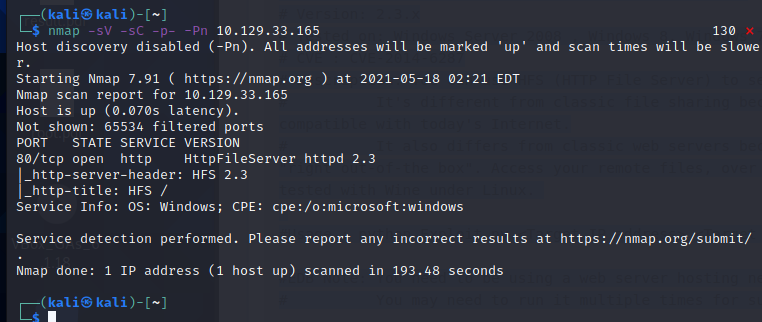 (kali㉿kali)-[~]
$ nmap -sV -sC -p- -Pn 10.129.33.165 130 ⨯
Host discovery disabled (-Pn). All addresses will be marked 'up' and scan times will be slowe
r.
Starting Nmap 7.91 ( https://nmap.org ) at 2021-05-18 02:21 EDT
Nmap scan report for 10.129.33.165
Host is up (0.070s latency).
Not shown: 65534 filtered ports
PORT   STATE SERVICE VERSION
80/tcp open  http    HttpFileServer httpd 2.3
|_http-server-header: HFS 2.3
|_http-title: HFS /
Service Info: OS: Windows; CPE: cpe:/o:microsoft:windows
Service detection performed. Please report any incorrect results at https://nmap.org/submit/
.
Nmap done: 1 IP address (1 host up) scanned in 193.48 seconds
(kali㉿kali)-[~]
$